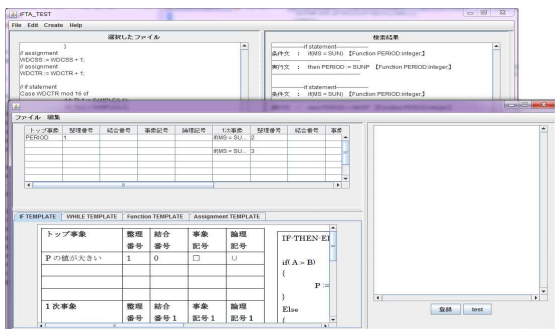 IFTA_TEST
File Edit Create Help
選択したファイル
}
// assignment
WDCSS := WDCSS + 1;
// assignment
WDCTR := WDCTR + 1;
// if statement
Case WDCTR mod 16 of
検索結果
----------if statement----------
条件文 : if(MS = SUN) 【Function PERIOD:integer;】
実行文 : then PERIOD := SUNP 【Function PERIOD:integer;】
----------if statement----------
条件文 : if(MS = SUN) 【Function PERIOD:integer;】
ファイル 編集
トップ事象 整理番号 結合番号 事象記号 論理記号 1次事象 整理番号 結合番号 事象
PERIOD 1 if(MS = SU... 2
if(MS = SU... 3
IF TEMPLATE WHILE TEMPLATE Function TEMPLATE Assignment TEMPLATE
トップ事象 整理番号 結合番号 事象記号 論理記号
P の値が大きい 1 0 □ ∪
1 次事象 整理番号 結合番号 1 事象記号 1 論理記号 1
IF-THEN-El
if( A > B)
{
P :=
}
Else
{
登録 test